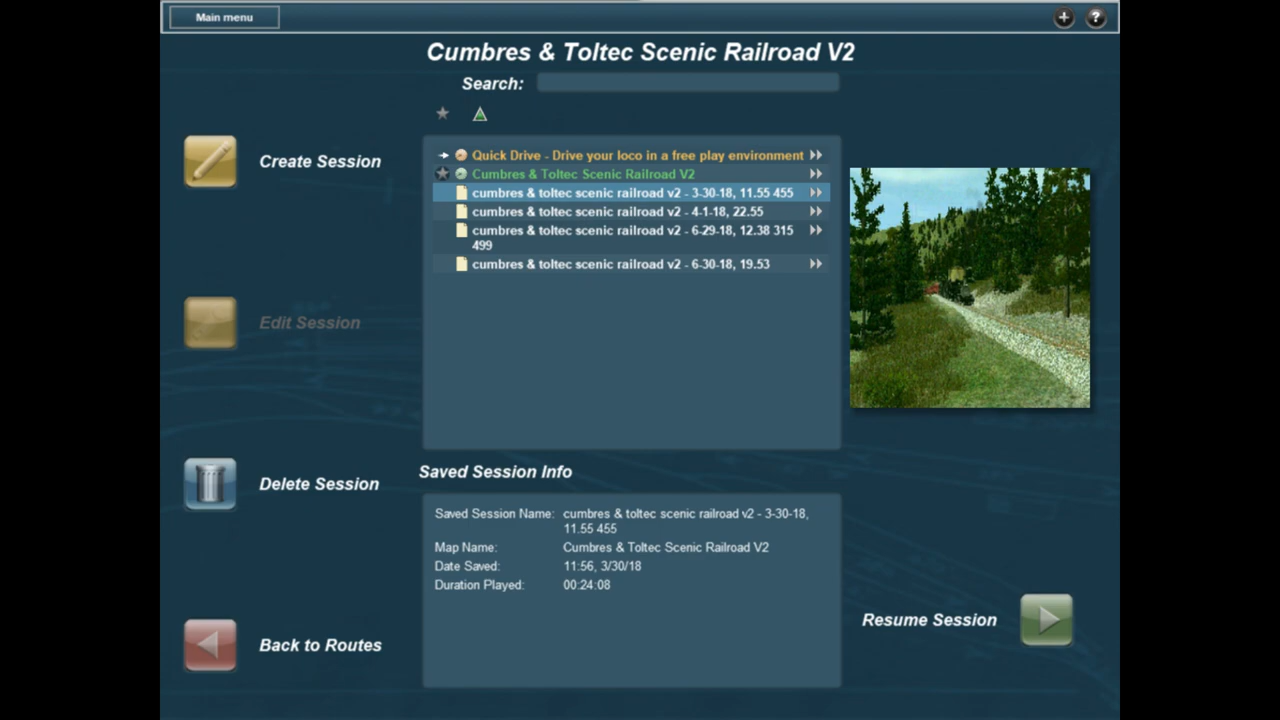 Main menu
Cumbres & Toltec Scenic Railroad V2
Search:
Create Session
Quick Drive - Drive your loco in a free play environment
Cumbres & Toltec Scenic Railroad V2
cumbres & toltec scenic railroad v2 - 3-30-18, 11.55 455
cumbres & toltec scenic railroad v2 - 4-1-18, 22.55
cumbres & toltec scenic railroad v2 - 6-29-18, 12.38 315
499
cumbres & toltec scenic railroad v2 - 6-30-18, 19.53
Edit Session
Delete Session
Saved Session Info
Saved Session Name: cumbres & toltec scenic railroad v2 - 3-30-18,
11.55 455
Map Name: Cumbres & Toltec Scenic Railroad V2
Date Saved: 11:56, 3/30/18
Duration Played: 00:24:08
Resume Session
Back to Routes